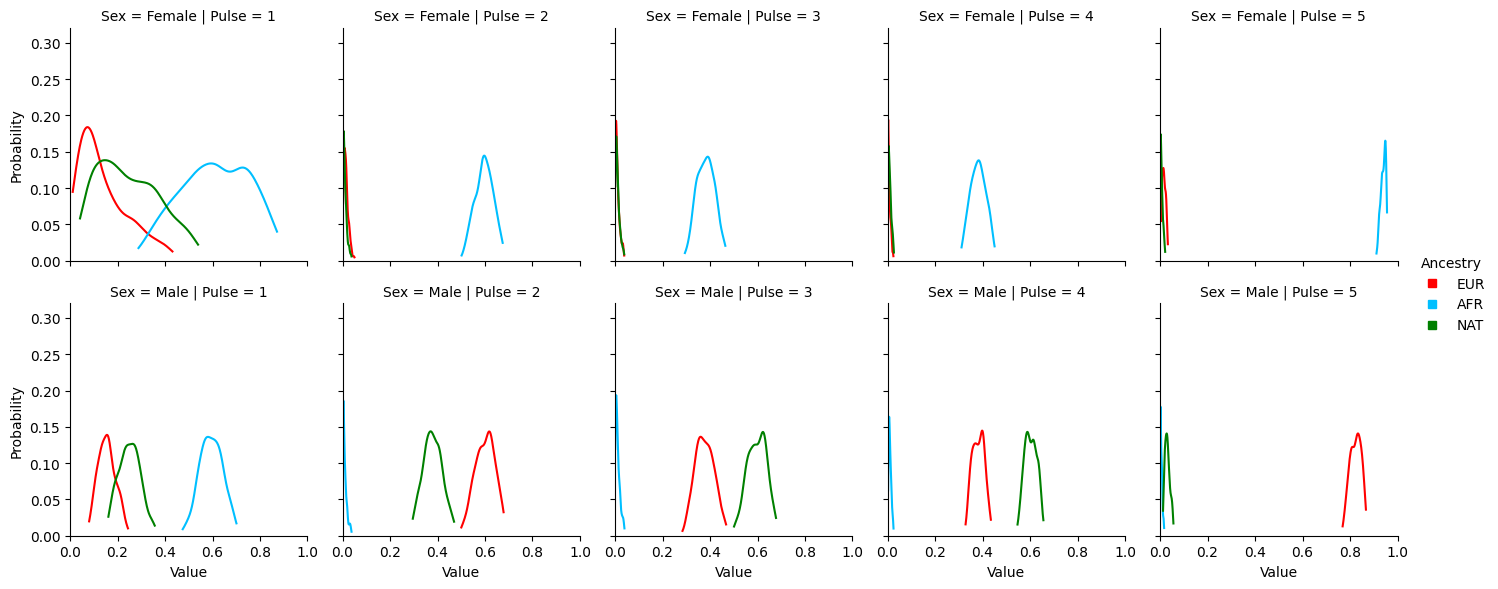 Sex = Female | Pulse = 1
Sex = Female | Pulse = 2
Sex = Female | Pulse = 3
Sex = Female | Pulse = 4
Sex = Female | Pulse = 5
0.30
0.25
0.20
0.15
0.10
0.05
0.00
Probability
Sex = Male | Pulse = 1
Sex = Male | Pulse = 2
Sex = Male | Pulse = 3
Sex = Male | Pulse = 4
Sex = Male | Pulse = 5
0.30
0.25
0.20
0.15
0.10
0.05
0.00
Probability
0.0 0.2 0.4 0.6 0.8 1.0
0.0 0.2 0.4 0.6 0.8 1.0
0.0 0.2 0.4 0.6 0.8 1.0
0.0 0.2 0.4 0.6 0.8 1.0
0.0 0.2 0.4 0.6 0.8 1.0
Value
Value
Value
Value
Value
Ancestry
EUR
AFR
NAT